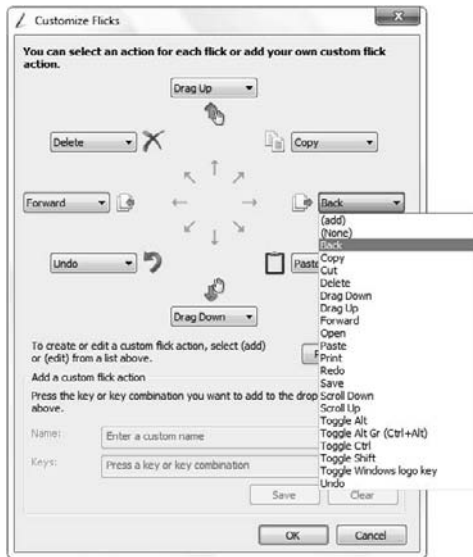 Customize Flicks
You can select an action for each flick or add your own custom flick
action.
Drag Up
Delete
Copy
Forward
Back
(add)
(None)
Back
Copy
Cut
Delete
Drag Down
Drag Up
Forward
Open
Paste
Print
Redo
Save
Scroll Down
Scroll Up
Toggle Alt
Toggle Alt Gr (Ctrl+Alt)
Toggle Ctrl
Toggle Shift
Toggle Windows logo key
Undo
Undo
Drag Down
To create or edit a custom flick action, select (add)
or (edit) from a list above.
Add a custom flick action
Press the key or key combination you want to add to the drop
above.
Name:
Enter a custom name
Keys:
Press a key or key combination
Save
Clear
OK
Cancel